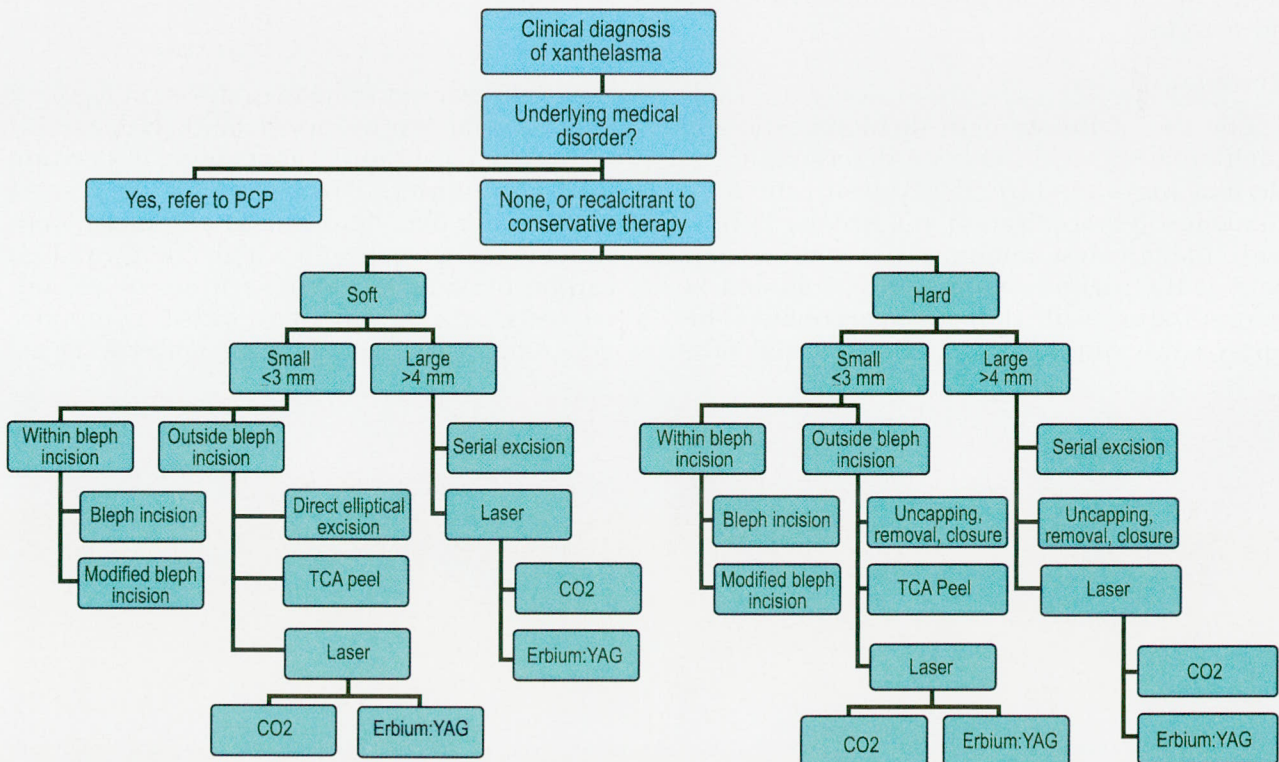 Clinical diagnosis
of xanthelasma
Underlying medical
disorder?
Yes, refer to PCP
None, or recalcitrant to
conservative therapy
Soft
Hard
Small
≤3 mm
Large
>4 mm
Small
≤3 mm
Large
>4 mm
Within bleph
incision
Outside bleph
incision
Serial excision
Within bleph
incision
Outside bleph
incision
Serial excision
Bleph incision
Direct elliptical
excision
Laser
Bleph incision
Uncapping,
removal, closure
Uncapping,
removal, closure
Modified bleph
incision
TCA peel
CO2
Modified bleph
incision
TCA Peel
Laser
Laser
Erbium:YAG
Laser
CO2
CO2
Erbium:YAG
CO2
Erbium:YAG
Erbium:YAG